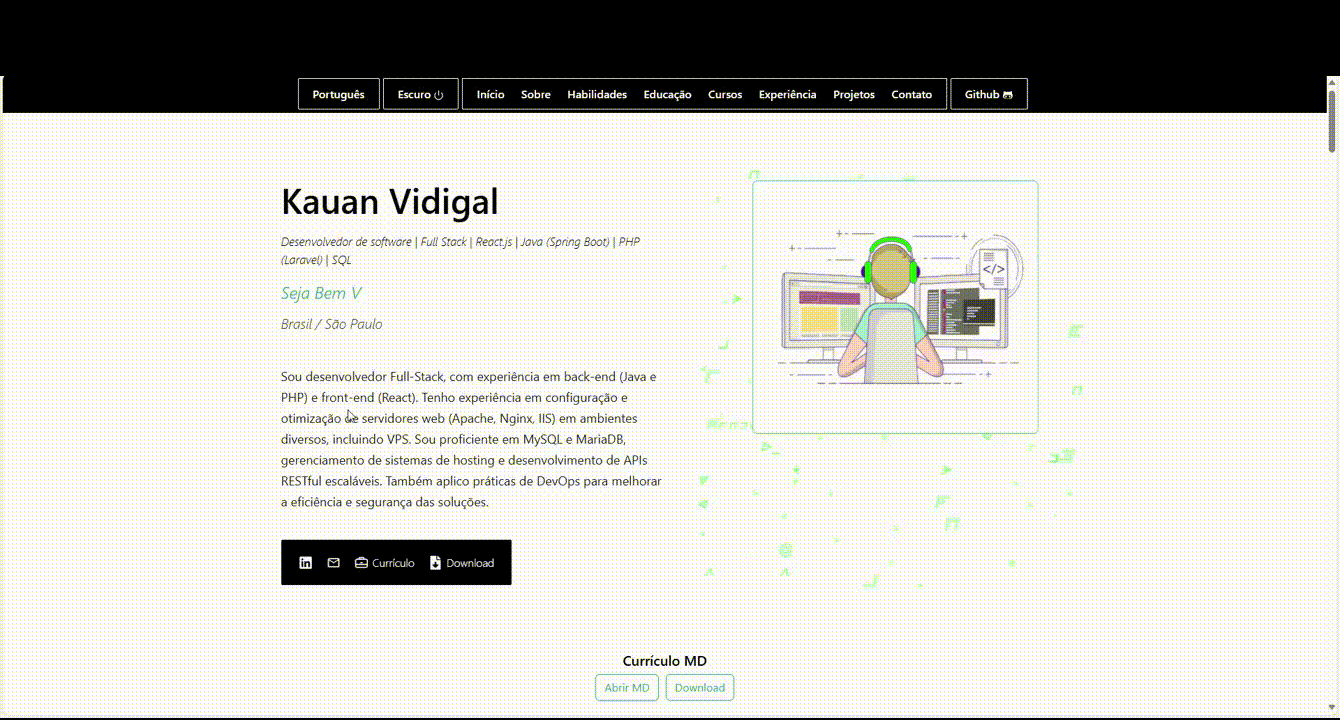 Português Escuro Início Sobre Habilidades Educação Cursos Experiência Projetos Contato Github
Kauan Vidigal
Desenvolvedor de software | Full Stack | React.js | Java (Spring Boot) | PHP
(Laravel) | SQL
Seja Bem V
Brasil / São Paulo
Sou desenvolvedor Full-Stack, com experiência em back-end (Java e
PHP) e front-end (React). Tenho experiência em configuração e
otimização de servidores web (Apache, Nginx, IIS) em ambientes
diversos, incluindo VPS. Sou proficiente em MySQL e MariaDB,
gerenciamento de sistemas de hosting e desenvolvimento de APIs
RESTful escaláveis. Também aplico práticas de DevOps para melhorar
a eficiência e segurança das soluções.
</> 
in Currículo Download
Currículo MD
Abrir MD Download